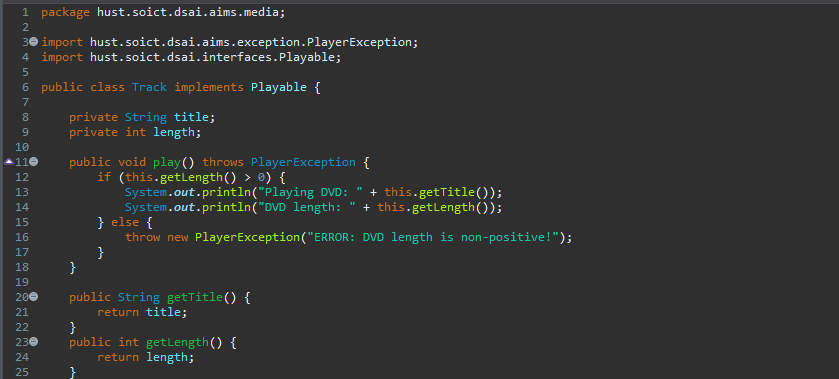 1 package hust.soict.dsai.aims.media;
2
3 import hust.soict.dsai.aims.exception.PlayerException;
4 import hust.soict.dsai.interfaces.Playable;
5
6 public class Track implements Playable {
7
8     private String title;
9     private int length;
10
11     public void play() throws PlayerException {
12         if (this.getLength() > 0) {
13             System.out.println("Playing DVD: " + this.getTitle());
14             System.out.println("DVD length: " + this.getLength());
15         } else {
16             throw new PlayerException("ERROR: DVD length is non-positive!");
17         }
18     }
19
20     public String getTitle() {
21         return title;
22     }
23     public int getLength() {
24         return length;
25     }